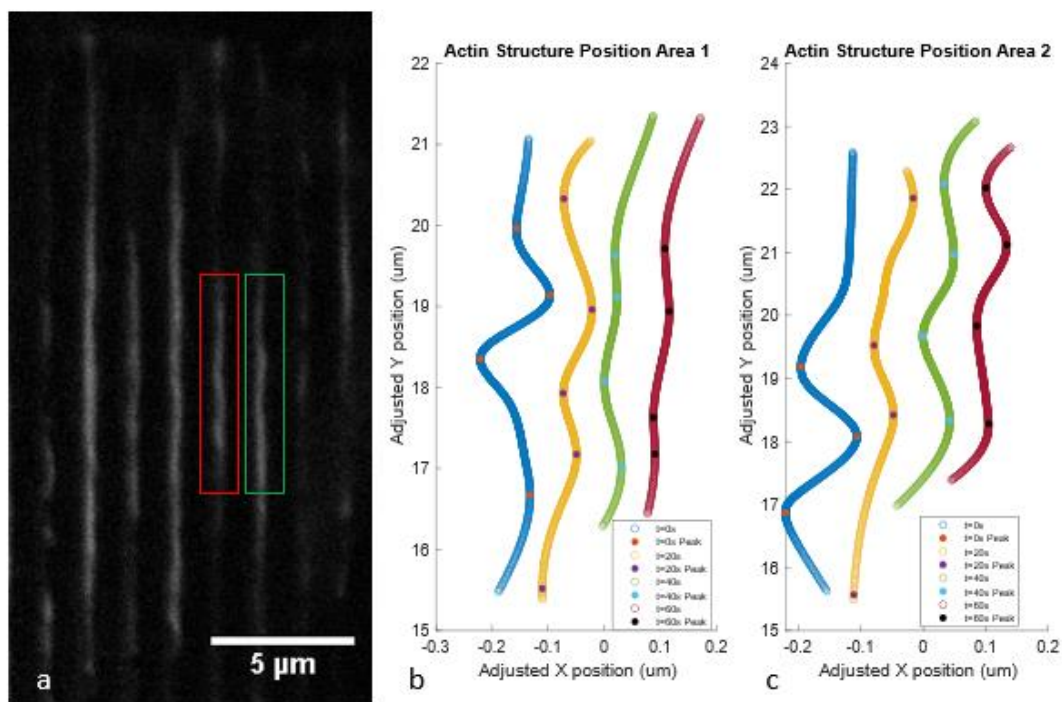 5 µm
a
Actin Structure Position Area 1
22
21
20
19
18
17
16
15
Adjusted Y position (um)
-0.3
-0.2
-0.1
0
0.1
0.2
Adjusted X position (um)
t=0s
t=0s Peak
t=20s
t=20s Peak
t=40s
t=40s Peak
t=60s
t=60s Peak
b
Actin Structure Position Area 2
24
23
22
21
20
19
18
17
16
15
Adjusted Y position (um)
-0.2
-0.1
0
0.1
0.2
Adjusted X position (um)
t=0s
t=0s Peak
t=20s
t=20s Peak
t=40s
t=40s Peak
t=60s
t=60s Peak
c